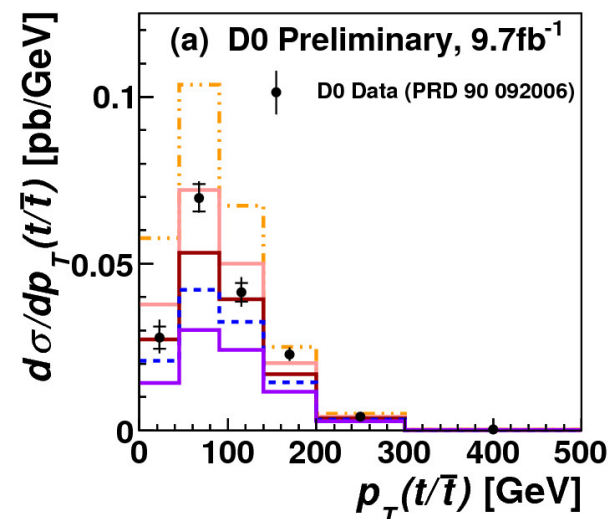 (a) D0 Preliminary, 9.7fb⁻¹
D0 Data (PRD 90 092006)
dσ/dp_T(t/t̄) [pb/GeV]
0.1
0.05
0
0 100 200 300 400 500
p_T(t/t̄) [GeV]